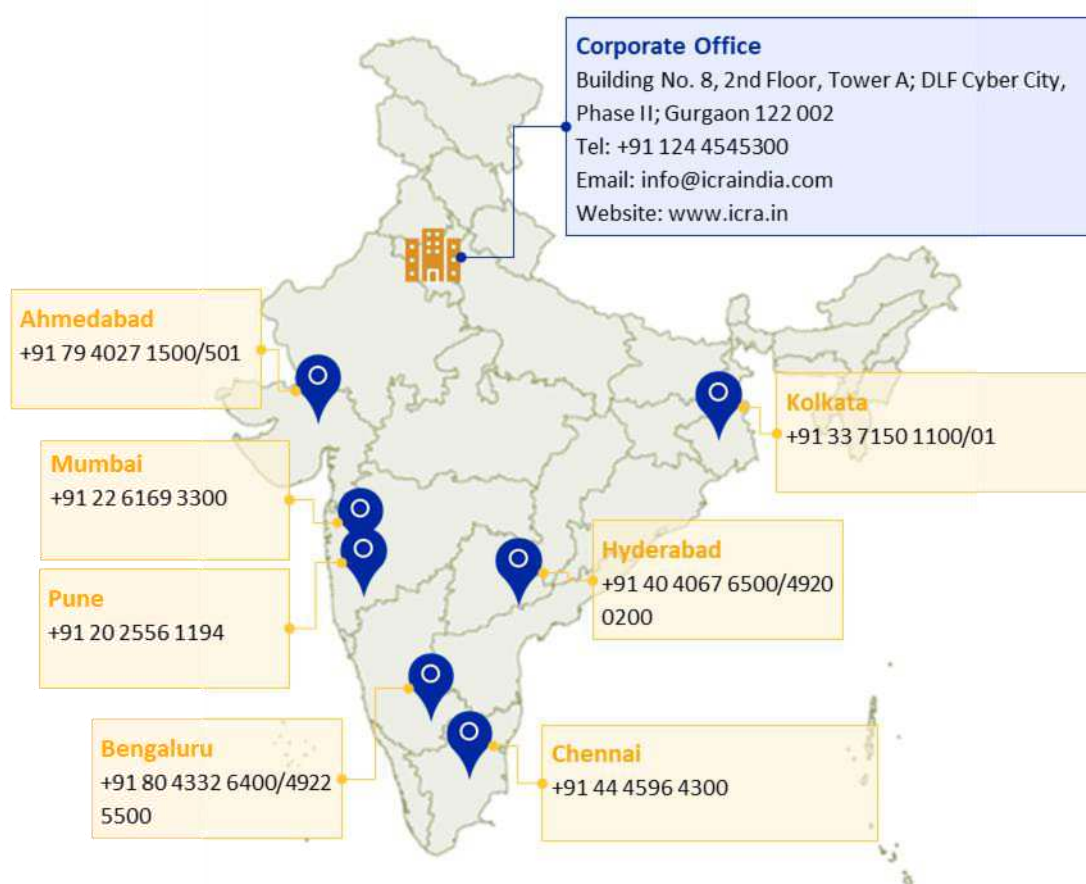 Corporate Office
Building No. 8, 2nd Floor, Tower A; DLF Cyber City,
Phase II; Gurgaon 122 002
Tel: +91 124 4545300
Email: info@icraindia.com
Website: www.icra.in
Ahmedabad
+91 79 4027 1500/501
Kolkata
+91 33 7150 1100/01
Mumbai
+91 22 6169 3300
Hyderabad
+91 40 4067 6500/4920
0200
Pune
+91 20 2556 1194
Bengaluru
+91 80 4332 6400/4922
5500
Chennai
+91 44 4596 4300